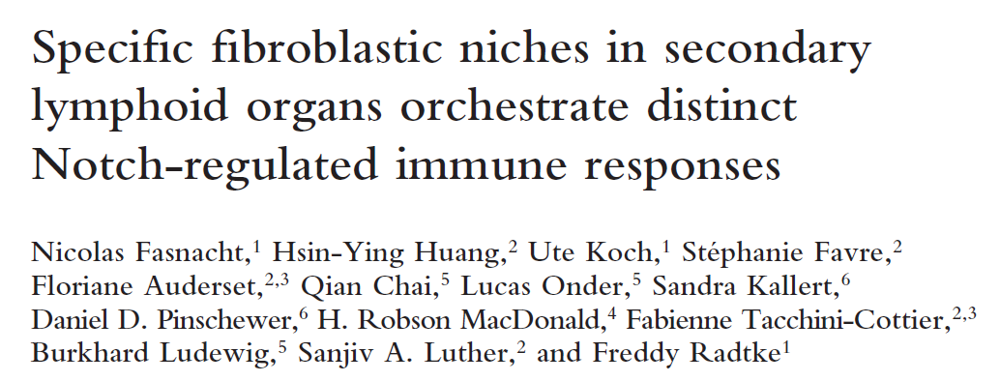 Specific fibroblastic niches in secondary
lymphoid organs orchestrate distinct
Notch-regulated immune responses
Nicolas Fasnacht,¹ Hsin-Ying Huang,² Ute Koch,¹ Stéphanie Favre,²
Floriane Auderset,²,³ Qian Chai,⁵ Lucas Onder,⁵ Sandra Kallert,⁶
Daniel D. Pinschewer,⁶ H. Robson MacDonald,⁴ Fabienne Tacchini-Cottier,²,³
Burkhard Ludewig,⁵ Sanjiv A. Luther,² and Freddy Radtke¹